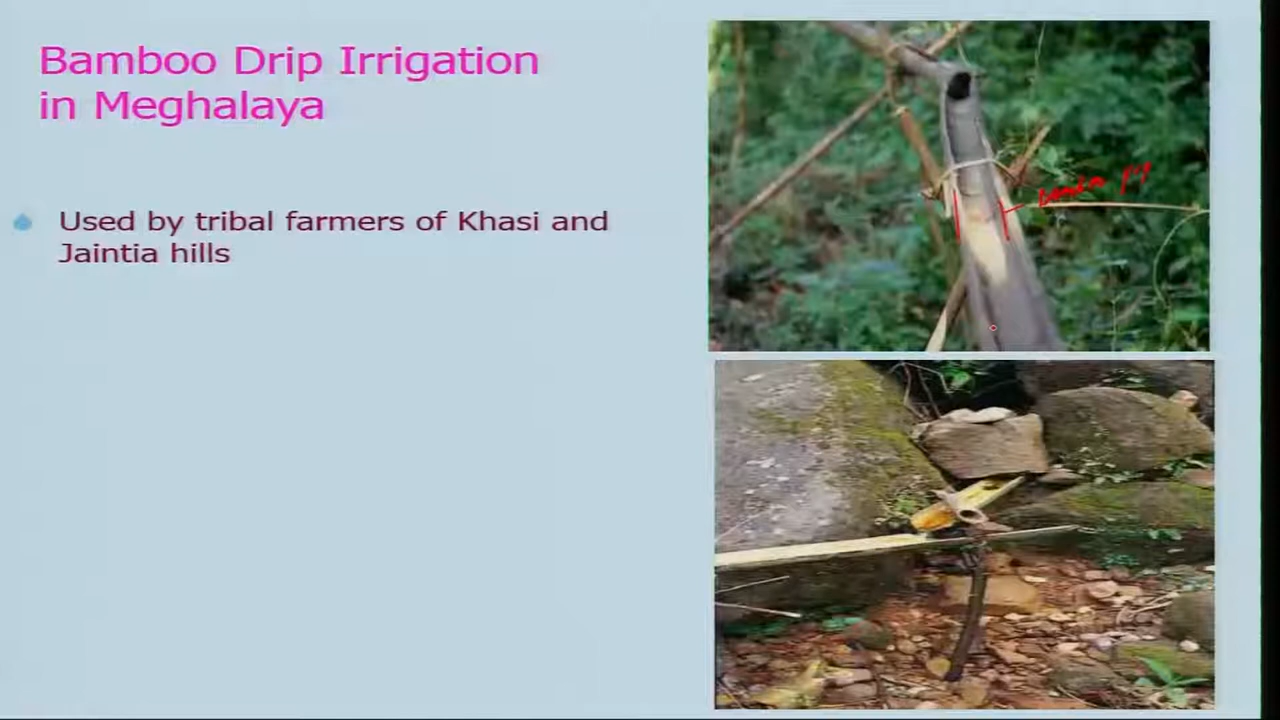 Bamboo Drip Irrigation
in Meghalaya
Used by tribal farmers of Khasi and
Jaintia hills